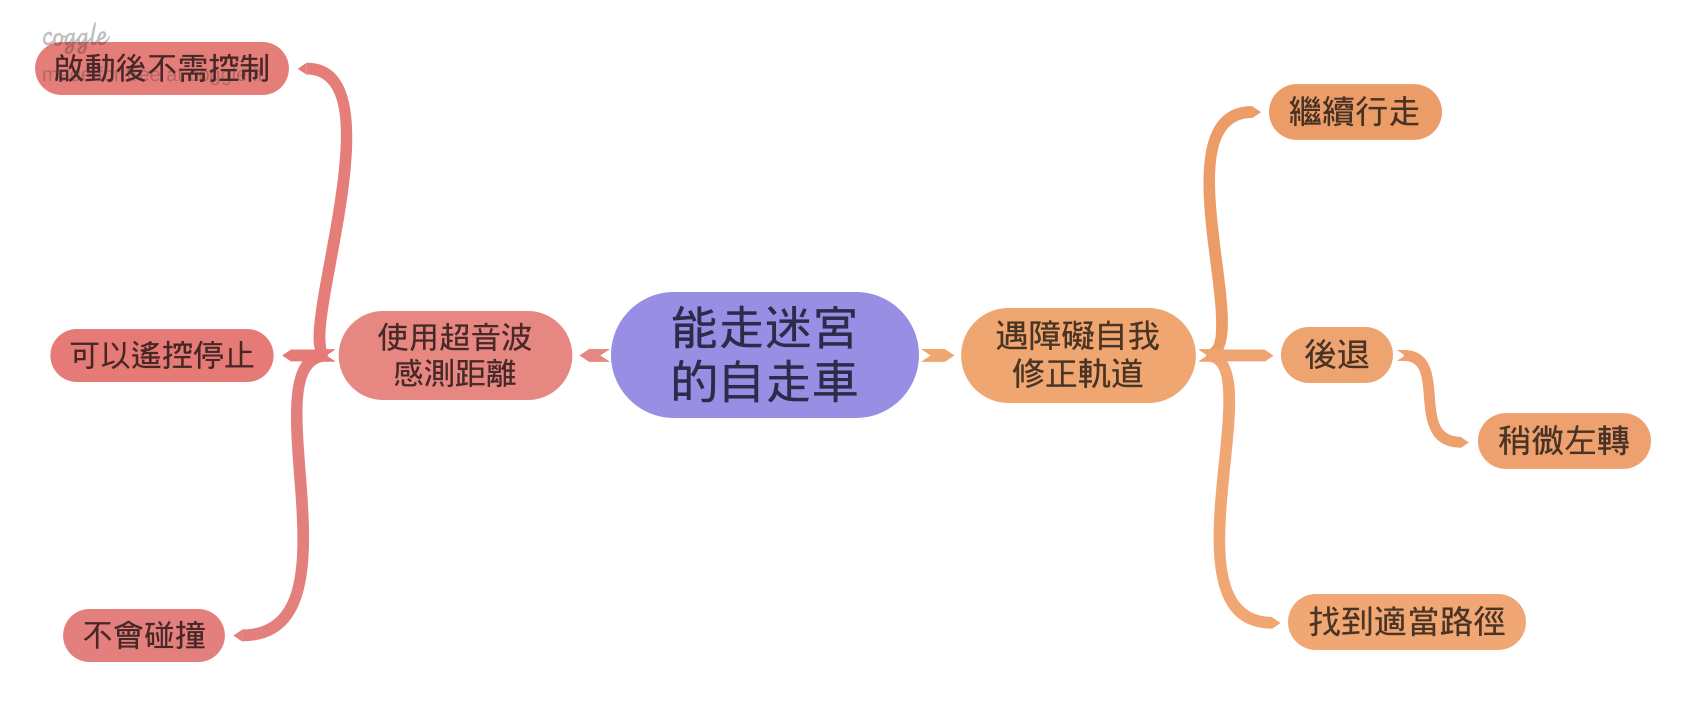 coggle
made for free at coggle.it
啟動後不需控制
可以遙控停止
不會碰撞
使用超音波
感測距離
能走迷宮
的自走車
遇障礙自我
修正軌道
繼續行走
後退
稍微左轉
找到適當路徑